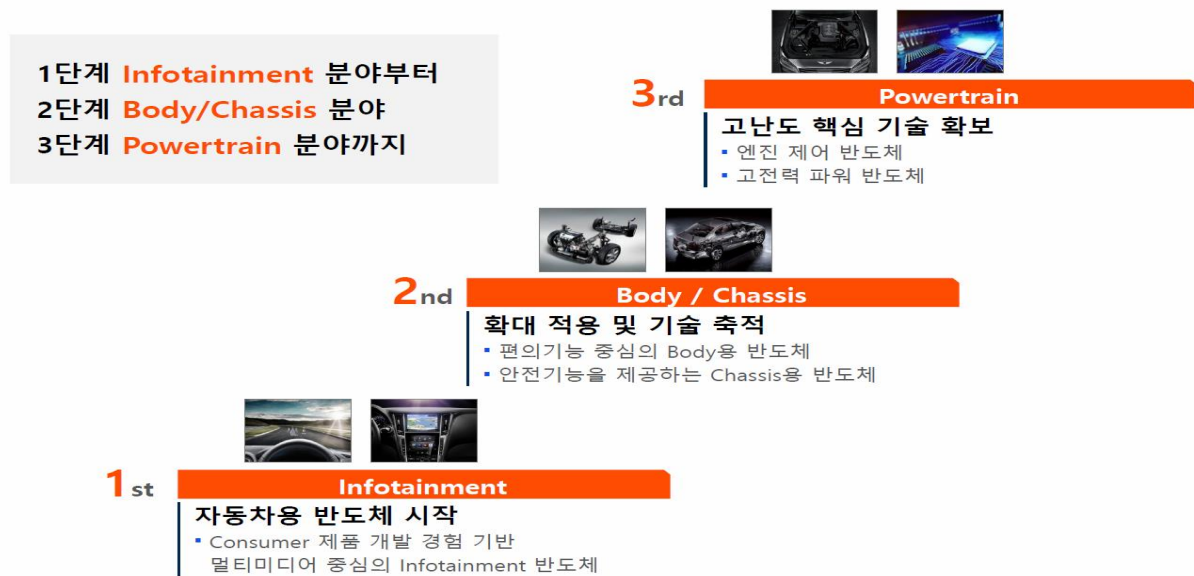 1단계 Infotainment 분야부터
2단계 Body/Chassis 분야
3단계 Powertrain 분야까지
3rd
Powertrain
고난도 핵심 기술 확보
▪ 엔진 제어 반도체
▪ 고전력 파워 반도체
2nd
Body / Chassis
확대 적용 및 기술 축적
▪ 편의기능 중심의 Body용 반도체
▪ 안전기능을 제공하는 Chassis용 반도체
1st
Infotainment
자동차용 반도체 시작
▪ Consumer 제품 개발 경험 기반
멀티미디어 중심의 Infotainment 반도체